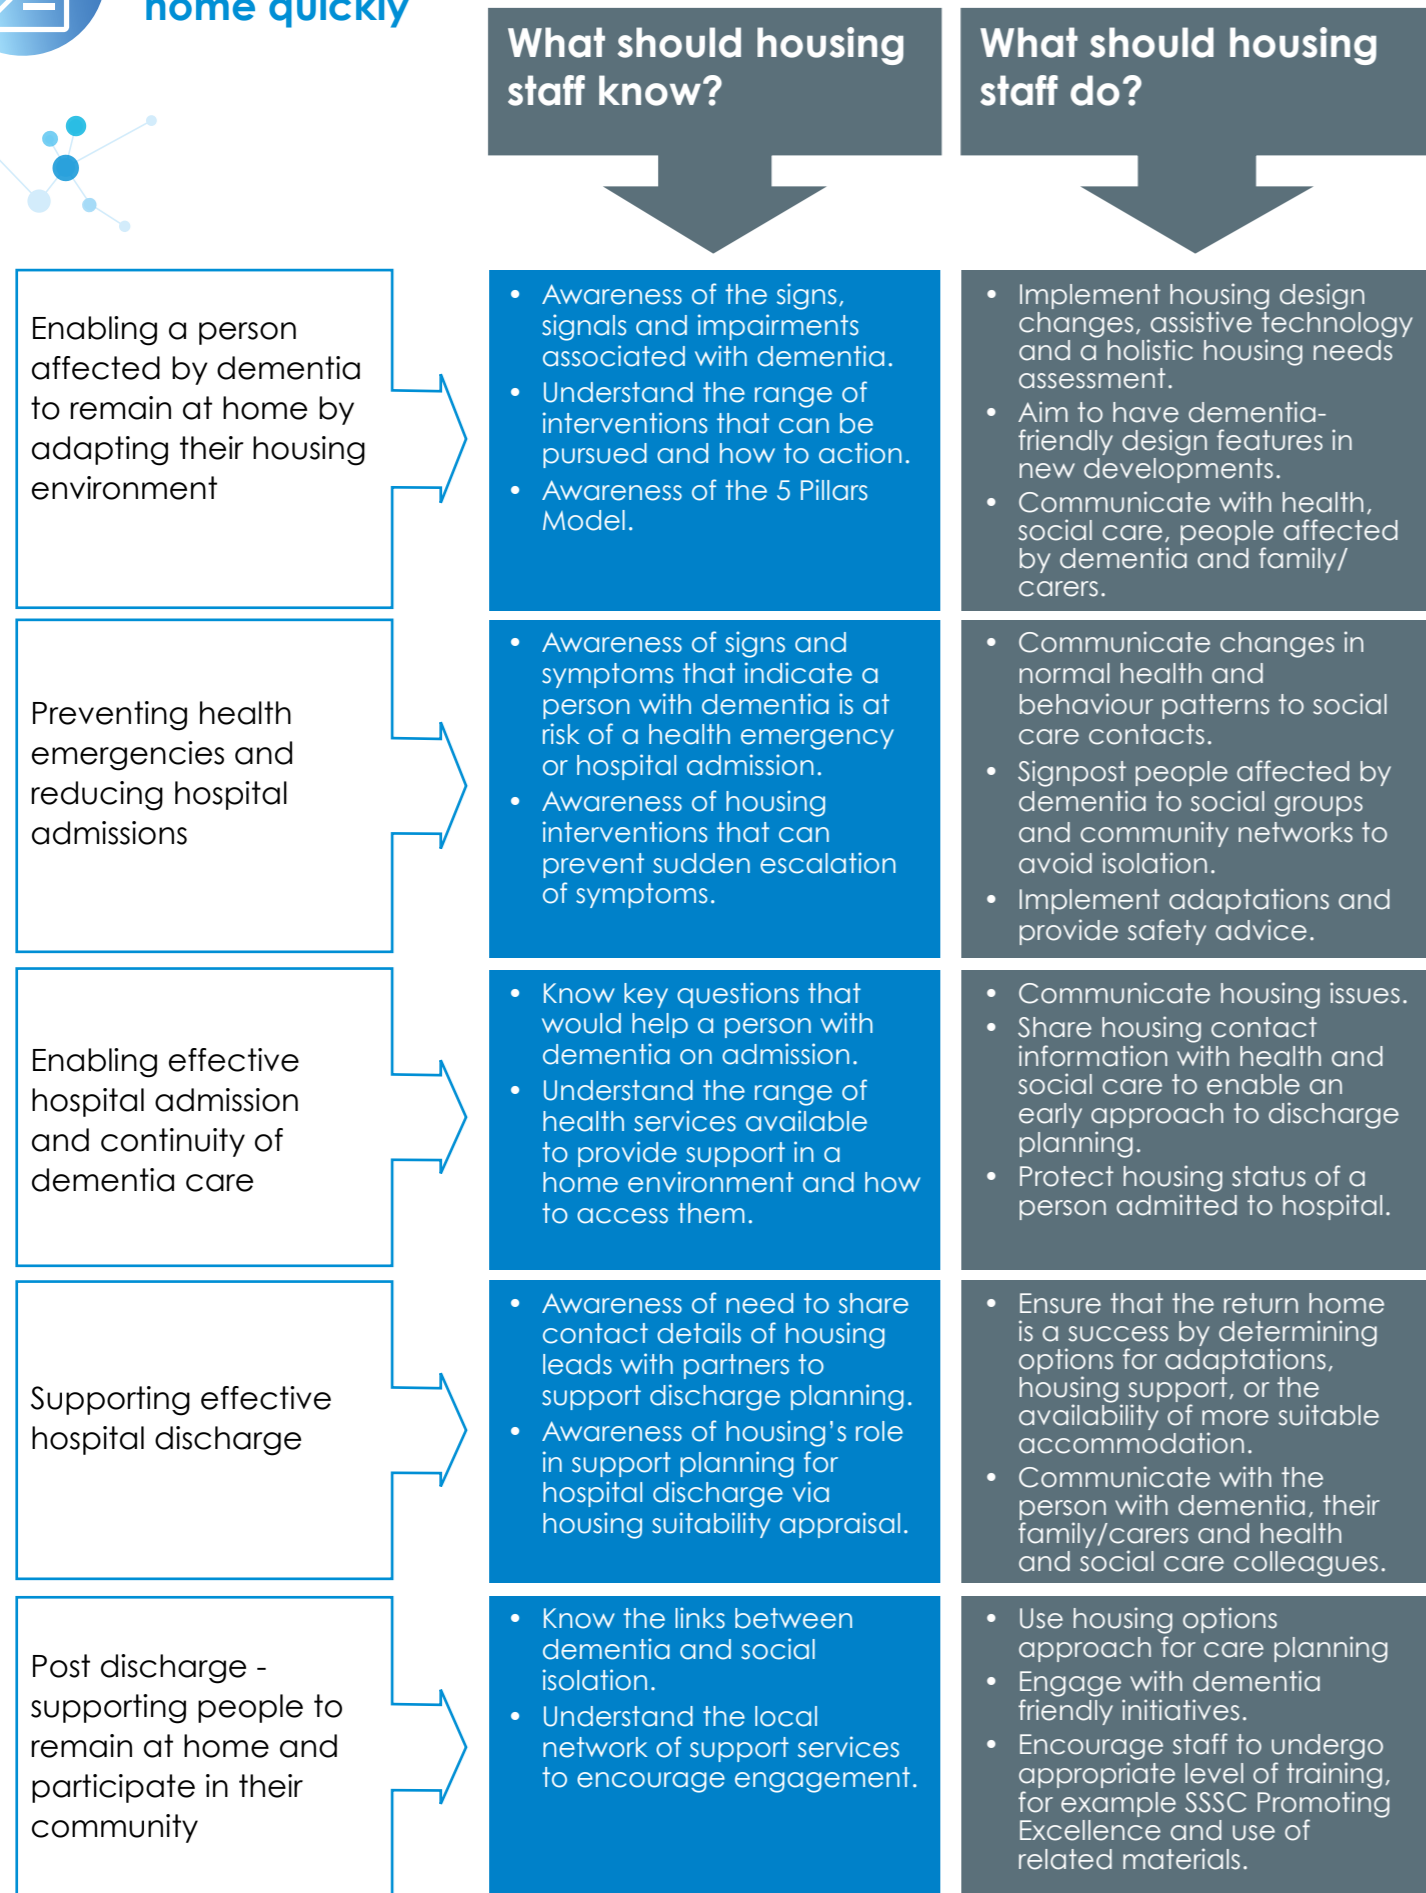 home quickly
What should housing
staff know?
What should housing
staff do?
Enabling a person
affected by dementia
to remain at home by
adapting their housing
environment
• Awareness of the signs,
signals and impairments
associated with dementia.
• Understand the range of
interventions that can be
pursued and how to action.
• Awareness of the 5 Pillars
Model.
• Implement housing design
changes, assistive technology
and a holistic housing needs
assessment.
• Aim to have dementia-
friendly design features in
new developments.
• Communicate with health,
social care, people affected
by dementia and family/
carers.
Preventing health
emergencies and
reducing hospital
admissions
• Awareness of signs and
symptoms that indicate a
person with dementia is at
risk of a health emergency
or hospital admission.
• Awareness of housing
interventions that can
prevent sudden escalation
of symptoms.
• Communicate changes in
normal health and
behaviour patterns to social
care contacts.
• Signpost people affected by
dementia to social groups
and community networks to
avoid isolation.
• Implement adaptations and
provide safety advice.
Enabling effective
hospital admission
and continuity of
dementia care
• Know key questions that
would help a person with
dementia on admission.
• Understand the range of
health services available
to provide support in a
home environment and how
to access them.
• Communicate housing issues.
• Share housing contact
information with health and
social care to enable an
early approach to discharge
planning.
• Protect housing status of a
person admitted to hospital.
Supporting effective
hospital discharge
• Awareness of need to share
contact details of housing
leads with partners to
support discharge planning.
• Awareness of housing’s role
in support planning for
hospital discharge via
housing suitability appraisal.
• Ensure that the return home
is a success by determining
options for adaptations,
housing support, or the
availability of more suitable
accommodation.
• Communicate with the
person with dementia, their
family/carers and health
and social care colleagues.
Post discharge -
supporting people to
remain at home and
participate in their
community
• Know the links between
dementia and social
isolation.
• Understand the local
network of support services
to encourage engagement.
• Use housing options
approach for care planning
• Engage with dementia
friendly initiatives.
• Encourage staff to undergo
appropriate level of training,
for example SSSC Promoting
Excellence and use of
related materials.